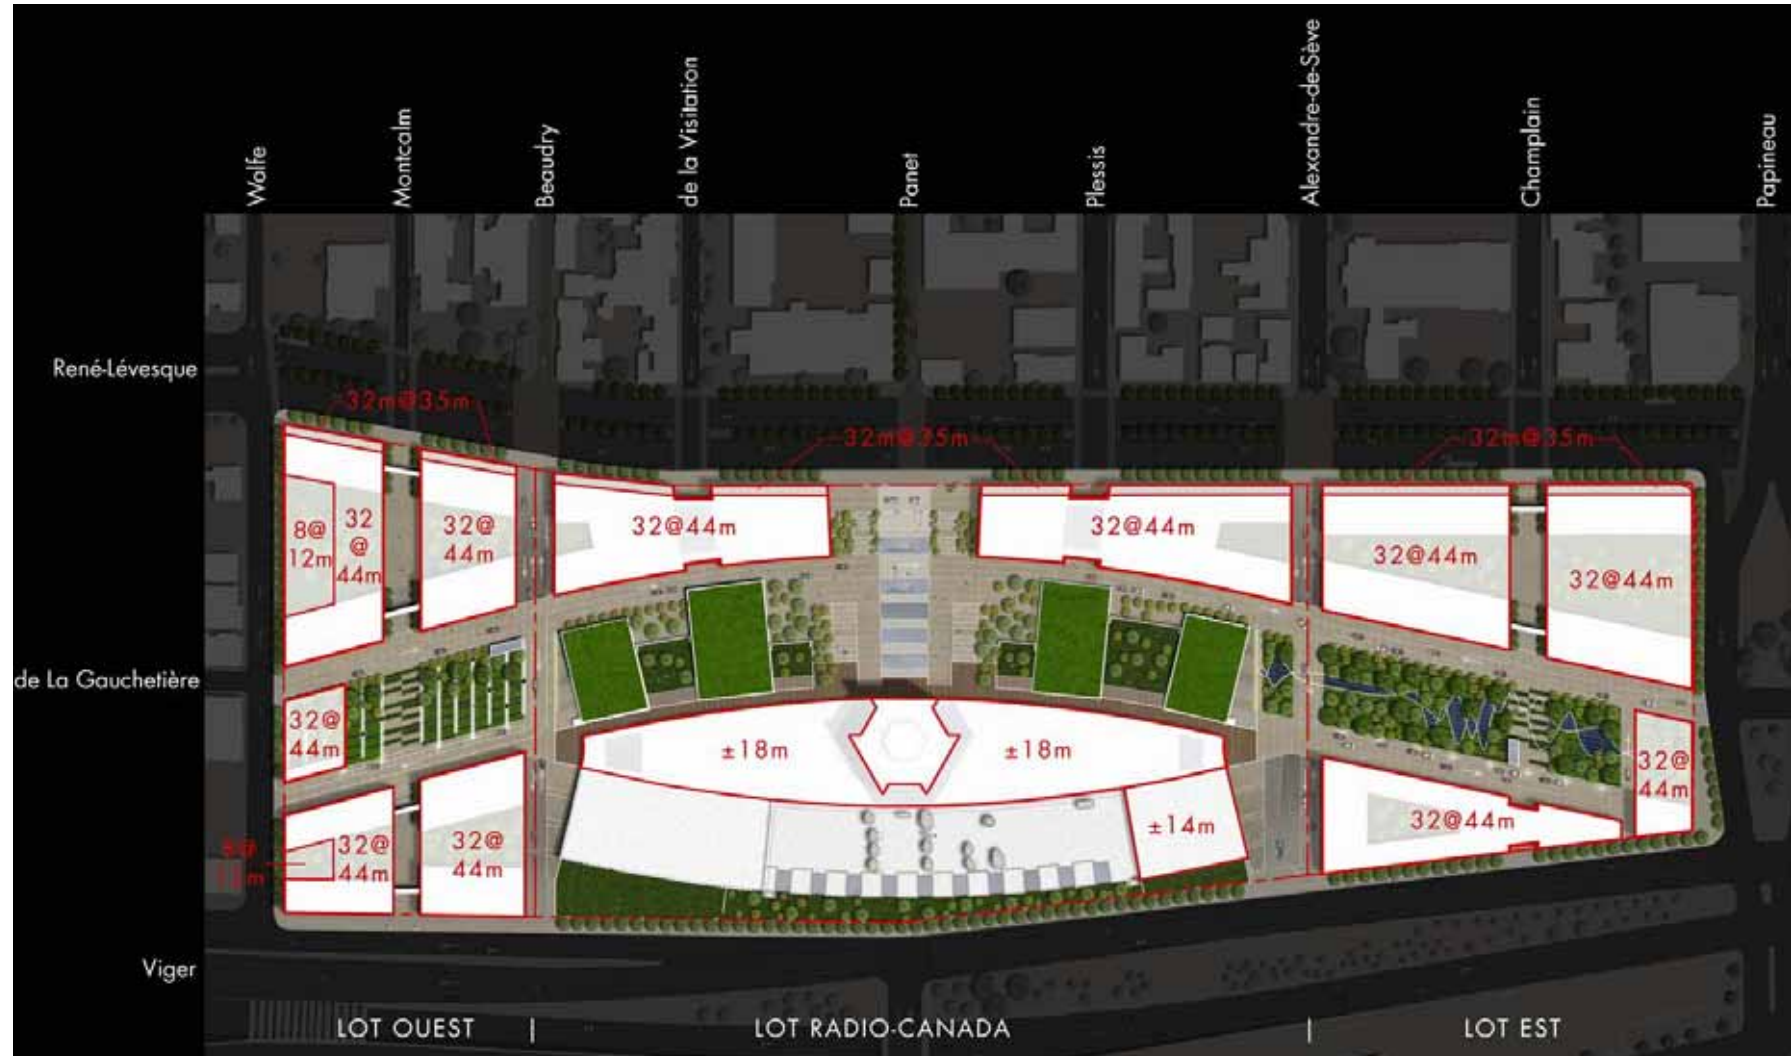 Wolfe
Montcalm
Beaudry
de la Visitation
Panet
Plessis
Alexandre-de-Sève
Champlain
Papineau
René-Lévesque
32m@35m
32m@35m
32m@35m
8@
12m
32
@
44m
32@
44m
32@44m
32@44m
32@44m
32@44m
de La Gauchetière
32@
44m
±18m
±18m
32@
44m
±14m
32@44m
32@
44m
32@
44m
Viger
LOT OUEST
LOT RADIO-CANADA
LOT EST